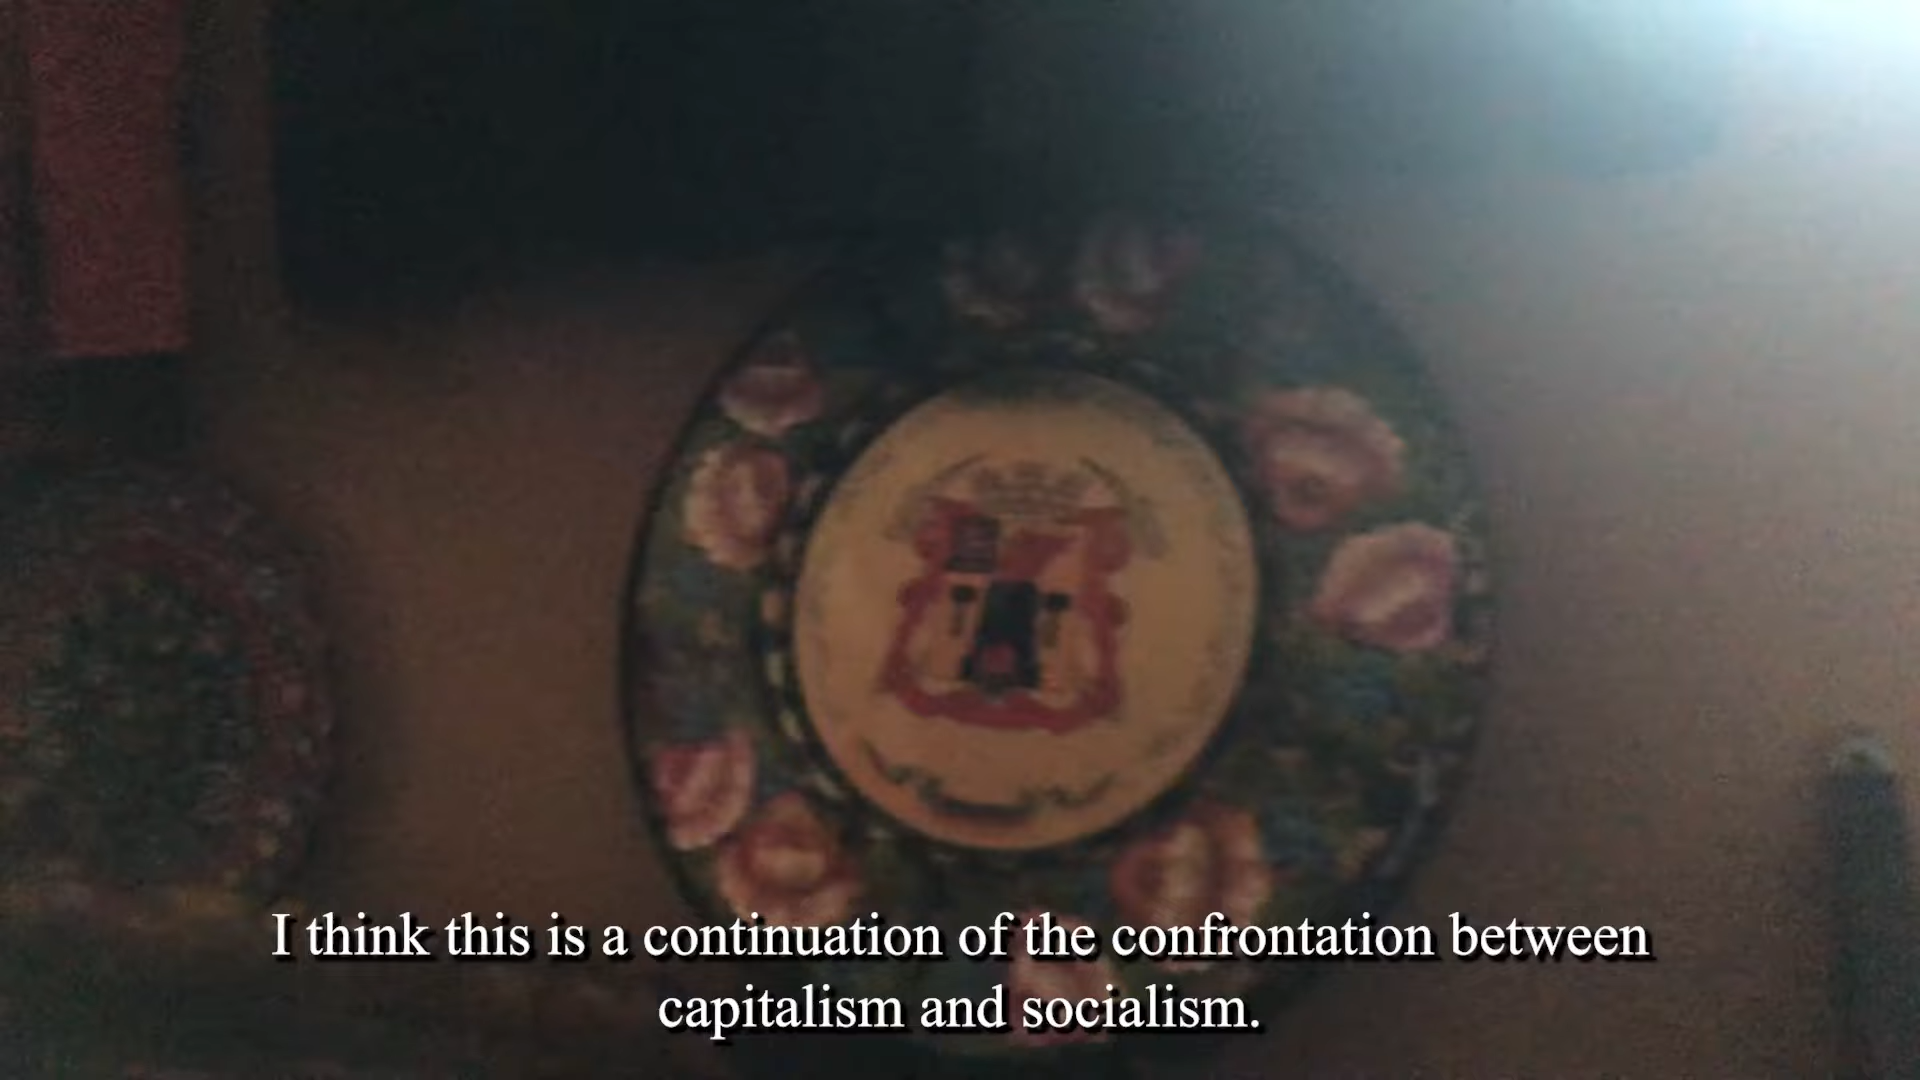 I think this is a continuation of the confrontation between
capitalism and socialism.